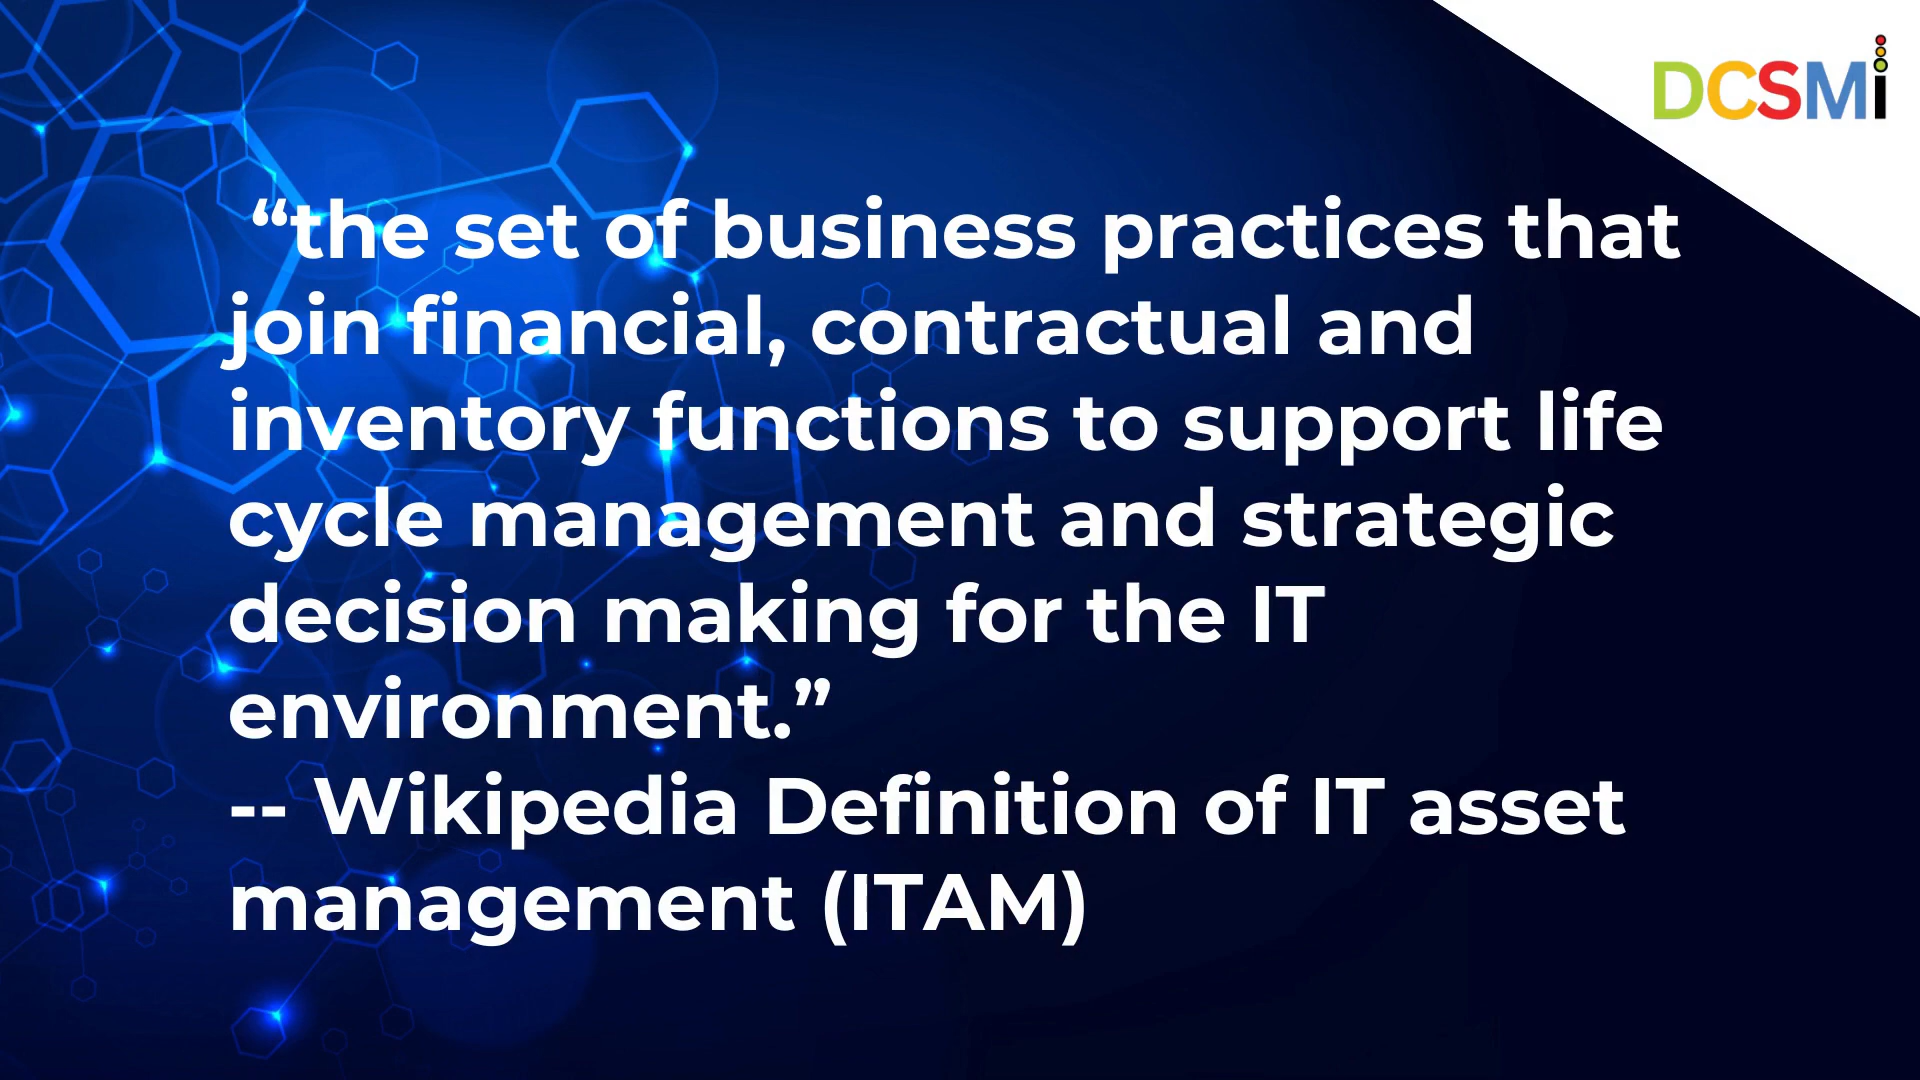 DCSMi
“the set of business practices that
join financial, contractual and
inventory functions to support life
cycle management and strategic
decision making for the IT
environment.”
-- Wikipedia Definition of IT asset
management (ITAM)